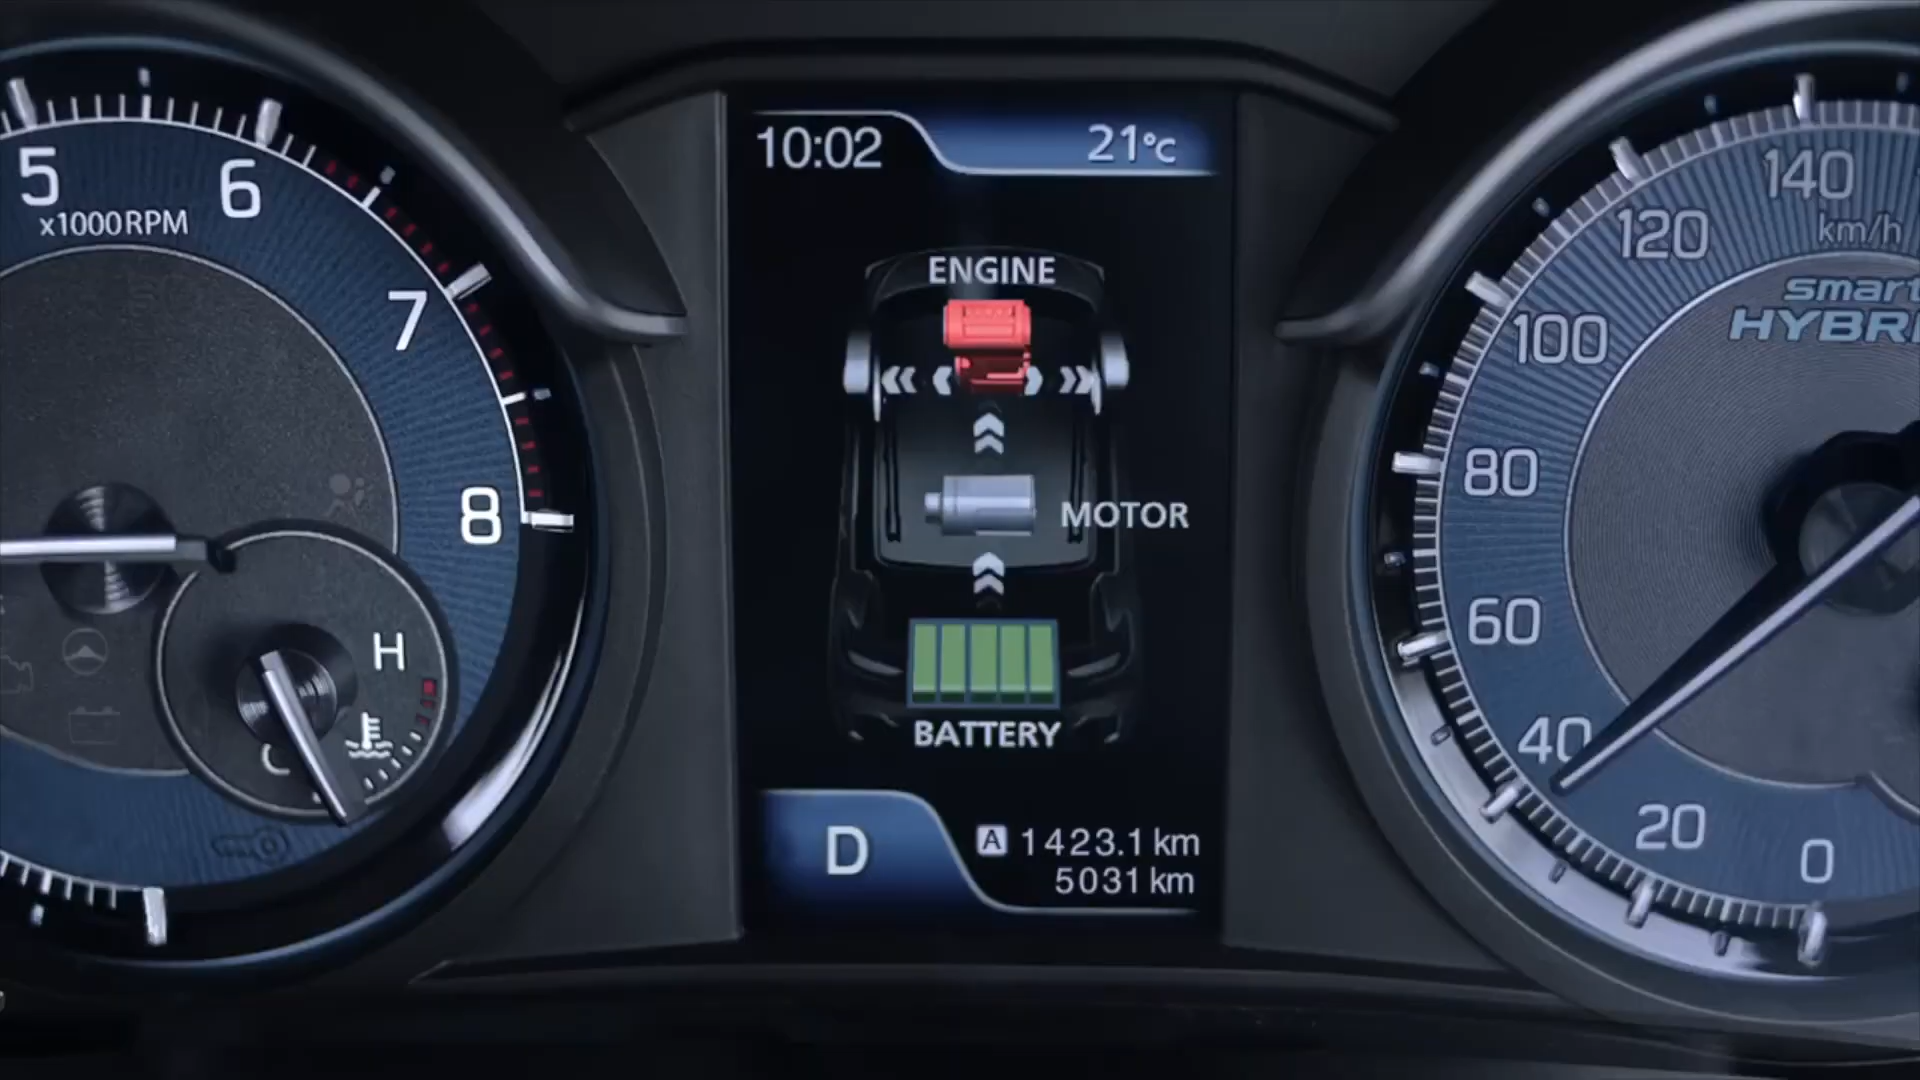 5
6
x1000RPM
7
8
H
C
10:02
21°C
ENGINE
MOTOR
BATTERY
D
A 1423.1 km
5031 km
140
km/h
120
100
80
60
40
20
0
smart